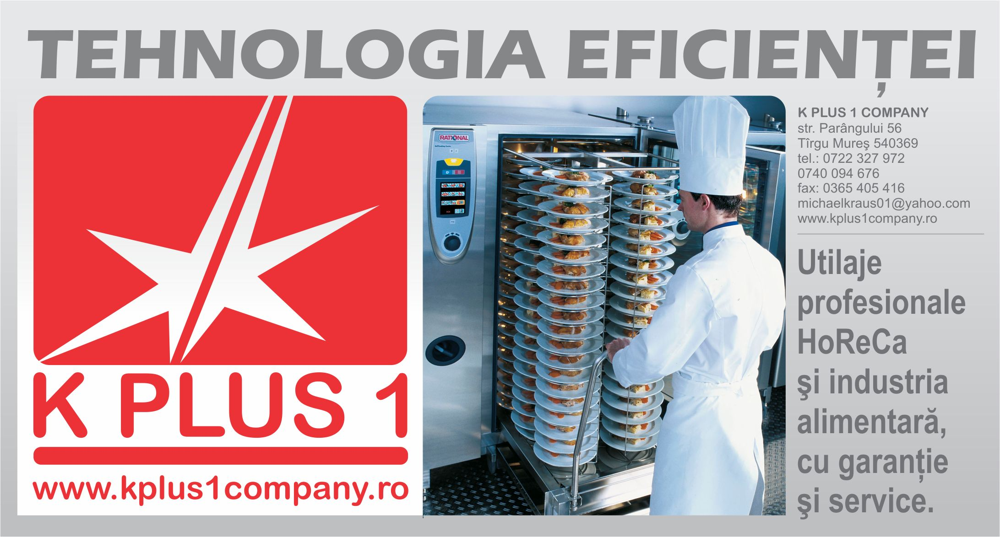 TEHNOLOGIA EFICIENȚEI
K PLUS 1
www.kplus1company.ro
RATIONAL
K PLUS 1 COMPANY
str. Parângului 56
Tîrgu Mureş 540369
tel.: 0722 327 972
0740 094 676
fax: 0365 405 416
michaelkraus01@yahoo.com
www.kplus1company.ro
Utilaje
profesionale
HoReCa
şi industria
alimentară,
cu garanție
şi service.